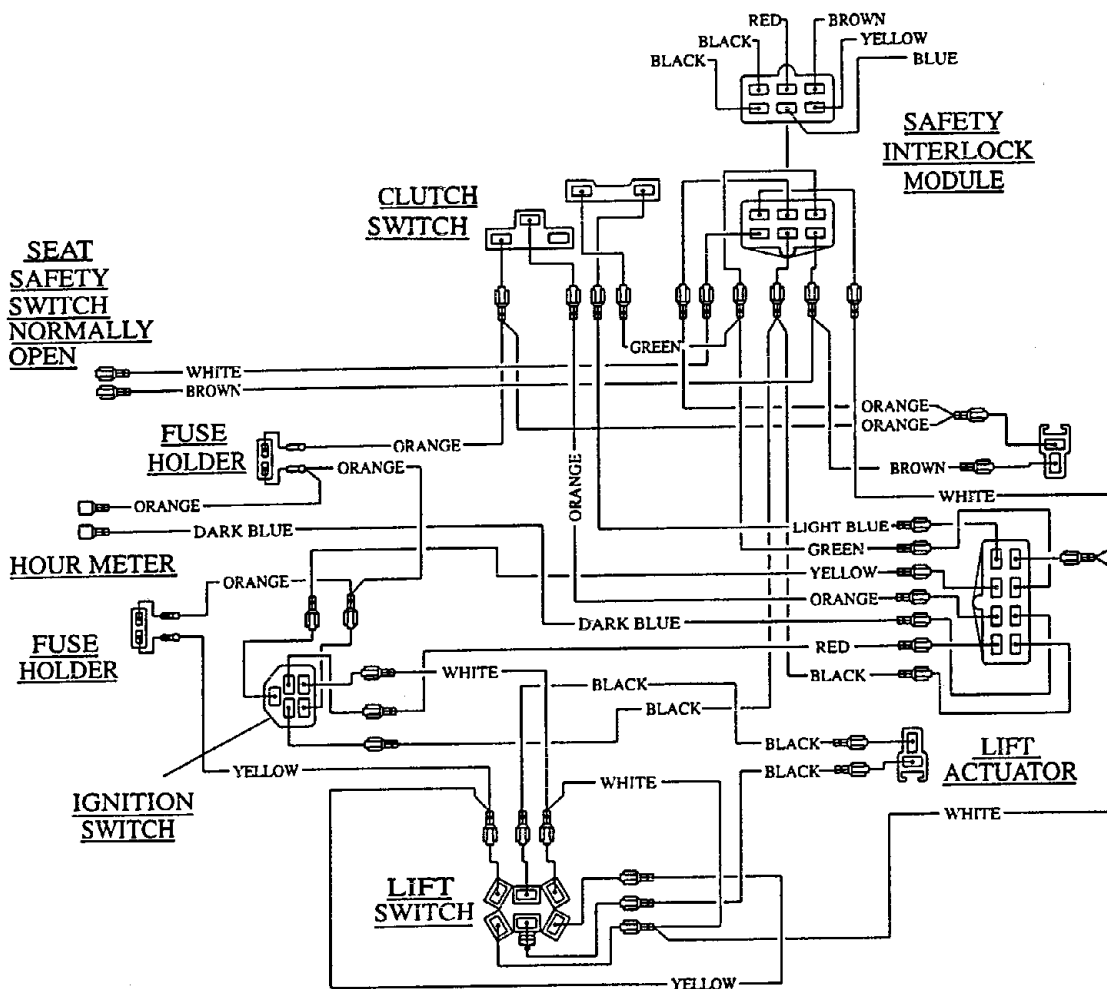 RED
BROWN
BLACK
YELLOW
BLACK
BLUE
SAFETY
INTERLOCK
MODULE
CLUTCH
SWITCH
SEAT
SAFETY
SWITCH
NORMALLY
OPEN
GREEN
WHITE
BROWN
ORANGE
ORANGE
FUSE
HOLDER
ORANGE
ORANGE
ORANGE
BROWN
WHITE
ORANGE
DARK BLUE
LIGHT BLUE
GREEN
HOUR METER
ORANGE
YELLOW
ORANGE
DARK BLUE
FUSE
HOLDER
RED
WHITE
BLACK
BLACK
BLACK
BLACK
LIFT
ACTUATOR
YELLOW
BLACK
WHITE
IGNITION
SWITCH
WHITE
LIFT
SWITCH
YELLOW